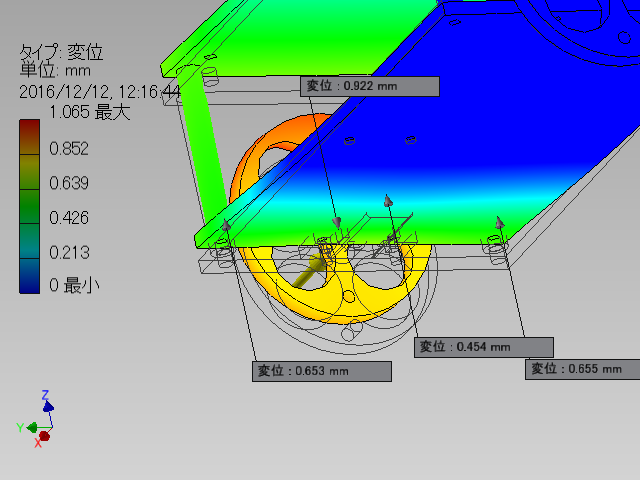 タイプ: 変位
単位: mm
2016/12/12, 12:16:44
1.065 最大
0.852
0.639
0.426
0.213
0 最小
変位 : 0.922 mm
変位 : 0.454 mm
変位 : 0.653 mm
変位 : 0.655 mm
Z
Y
X